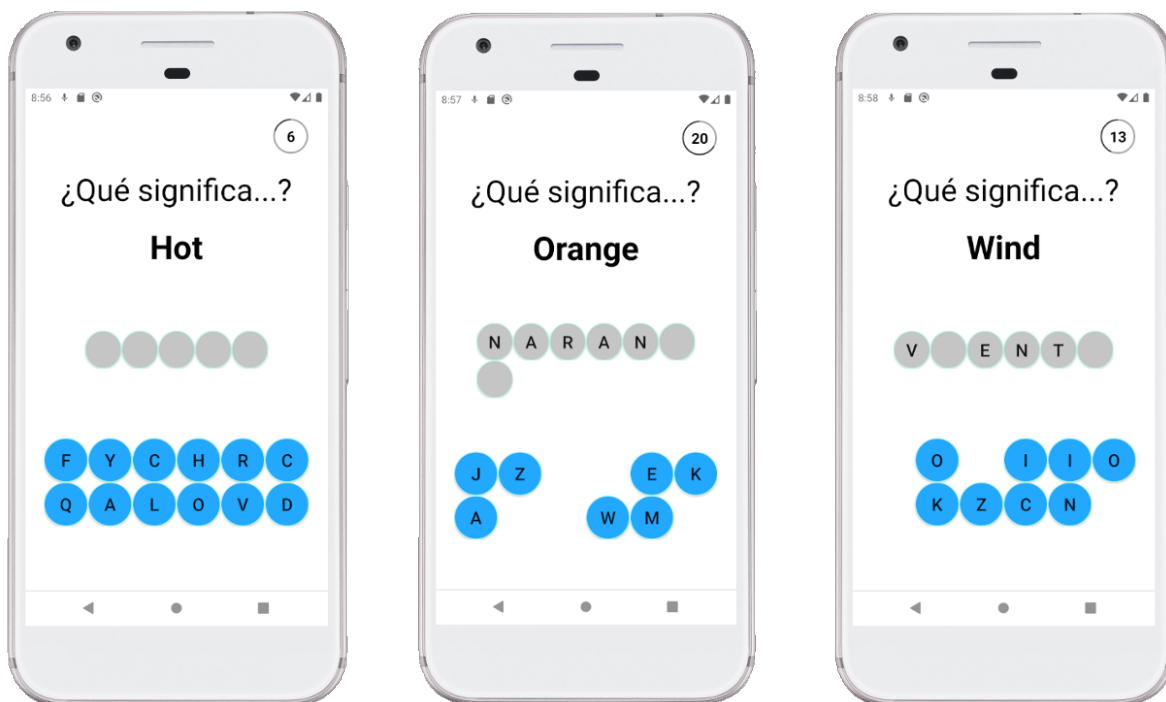 8:56
6
¿Qué significa...?
Hot
F Y C H R C
Q A L O V D
8:57
20
¿Qué significa...?
Orange
N A R A N
J Z E K
A W M
8:58
13
¿Qué significa...?
Wind
V E N T
O I I O
K Z C N